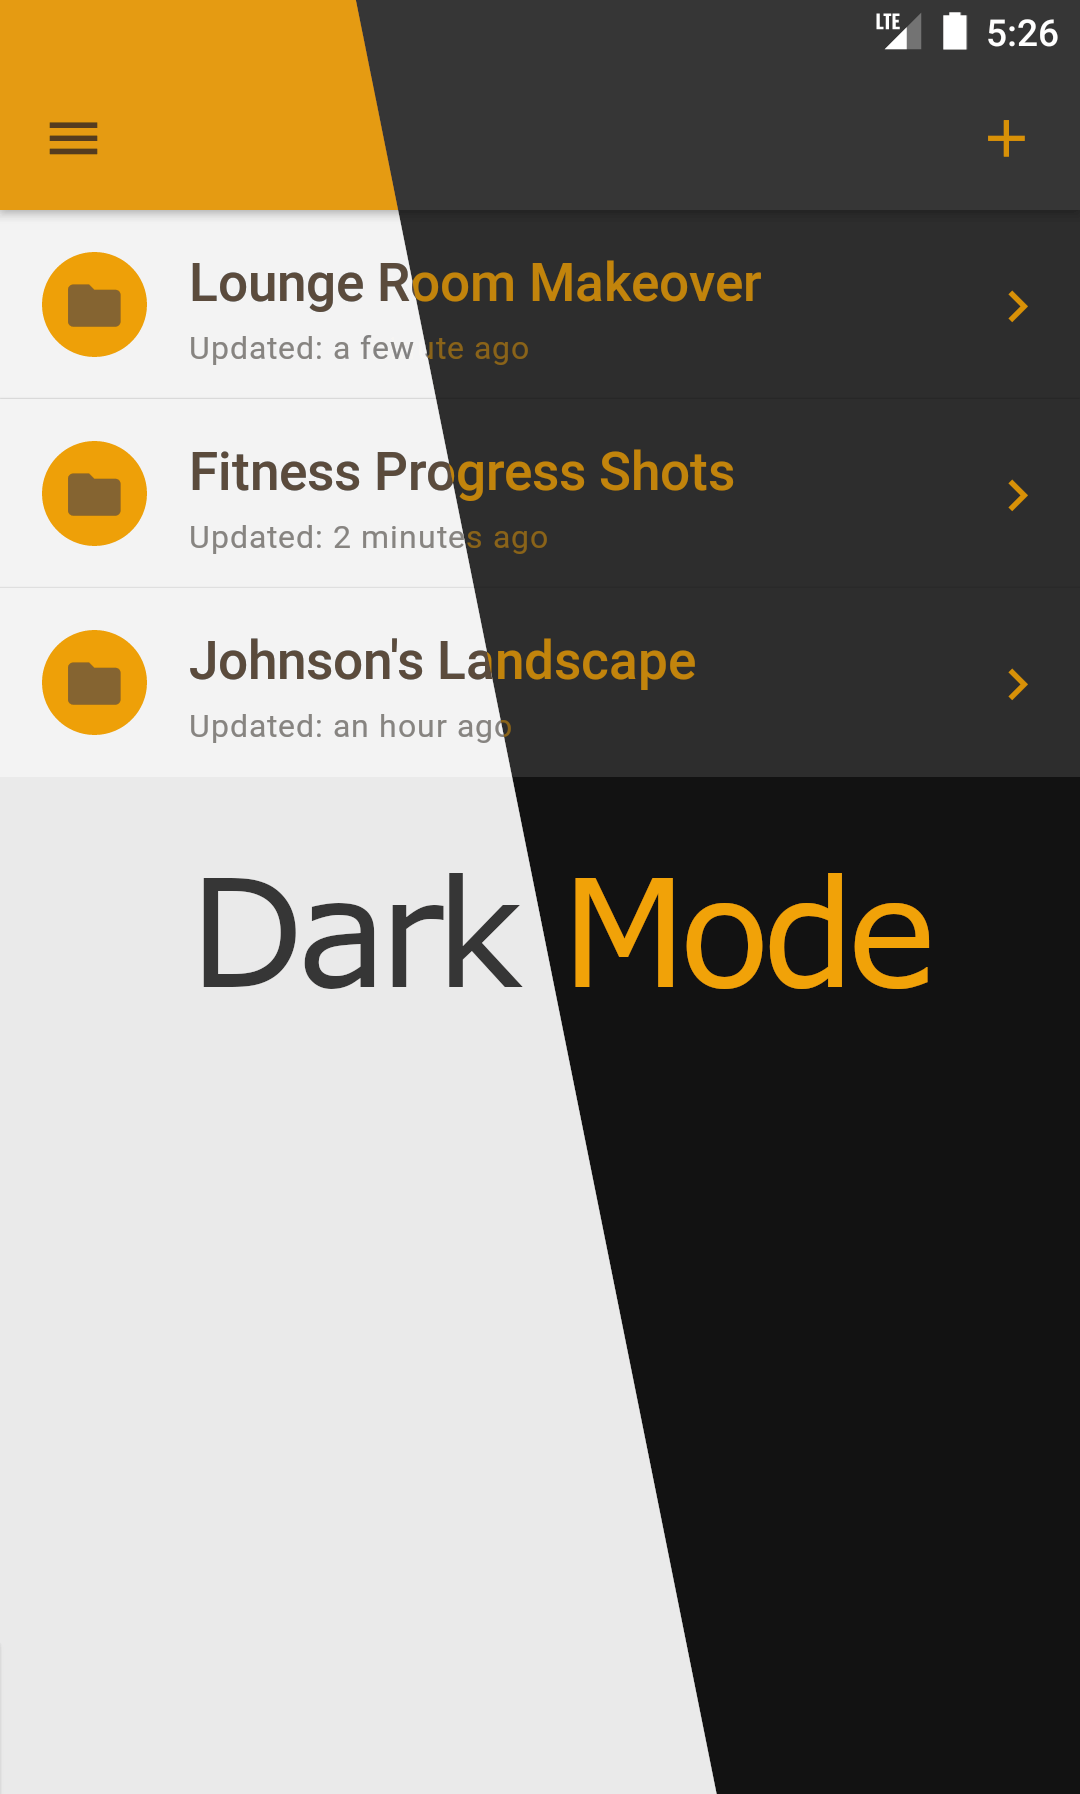 LTE 5:26
Lounge Room Makeover
Updated: a few ute ago
Fitness Progress Shots
Updated: 2 minutes ago
Johnson's Landscape
Updated: an hour ago
Dark Mode